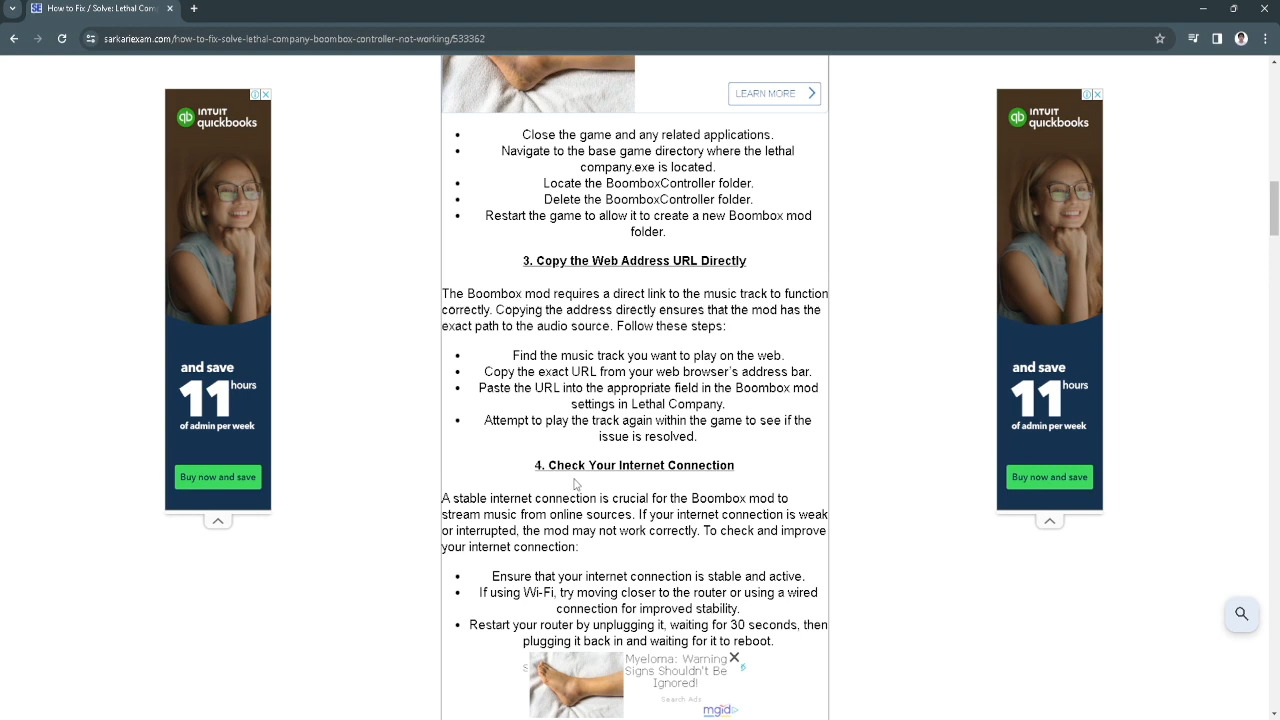 SE How to Fix / Solve: Lethal Com
sarkariexam.com/how-to-fix-solve-lethal-company-boombox-controller-not-working/533362
LEARN MORE
• Close the game and any related applications.
• Navigate to the base game directory where the lethal
company.exe is located.
• Locate the BoomboxController folder.
• Delete the BoomboxController folder.
• Restart the game to allow it to create a new Boombox mod
folder.
3. Copy the Web Address URL Directly
The Boombox mod requires a direct link to the music track to function
correctly. Copying the address directly ensures that the mod has the
exact path to the audio source. Follow these steps:
• Find the music track you want to play on the web.
• Copy the exact URL from your web browser's address bar.
• Paste the URL into the appropriate field in the Boombox mod
settings in Lethal Company.
• Attempt to play the track again within the game to see if the
issue is resolved.
4. Check Your Internet Connection
A stable internet connection is crucial for the Boombox mod to
stream music from online sources. If your internet connection is weak
or interrupted, the mod may not work correctly. To check and improve
your internet connection:
• Ensure that your internet connection is stable and active.
• If using Wi-Fi, try moving closer to the router or using a wired
connection for improved stability.
• Restart your router by unplugging it, waiting for 30 seconds, then
plugging it back in and waiting for it to reboot.
Myeloma: Warning
Signs Shouldn't Be
Ignored!
Search Ads
mgid
qb INTUIT
quickbooks
and save
11 hours
of admin per week
Buy now and save
qb INTUIT
quickbooks
and save
11 hours
of admin per week
Buy now and save